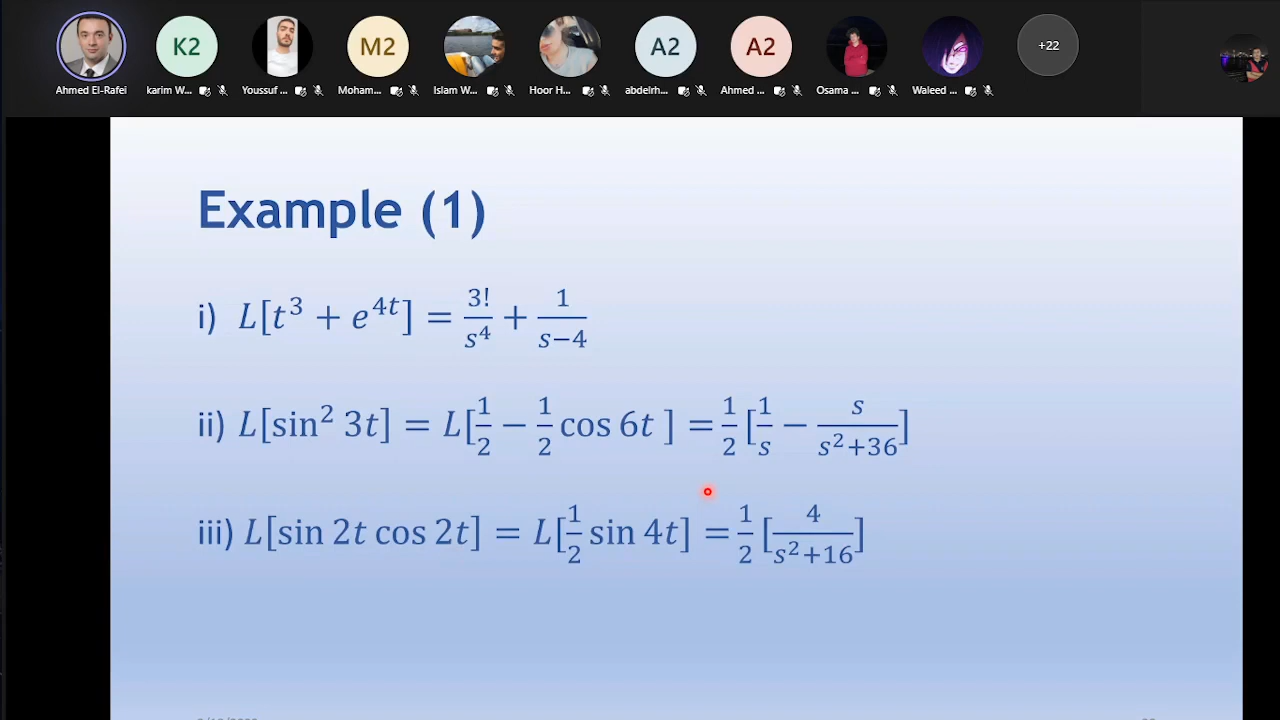 K2 M2 A2 A2 +22
Ahmed El-Rafei karim W... Youssuf ... Moham... Islam W... Hoor H... abdelrh... Ahmed ... Osama ... Waleed ...
Example (1)
i) L[t³ + e⁴ᵗ] = 3!/s⁴ + 1/(s−4)
ii) L[sin² 3t] = L[1/2 − 1/2 cos 6t ] = 1/2 [1/s − s/(s²+36)]
iii) L[sin 2t cos 2t] = L[1/2 sin 4t] = 1/2 [4/(s²+16)]